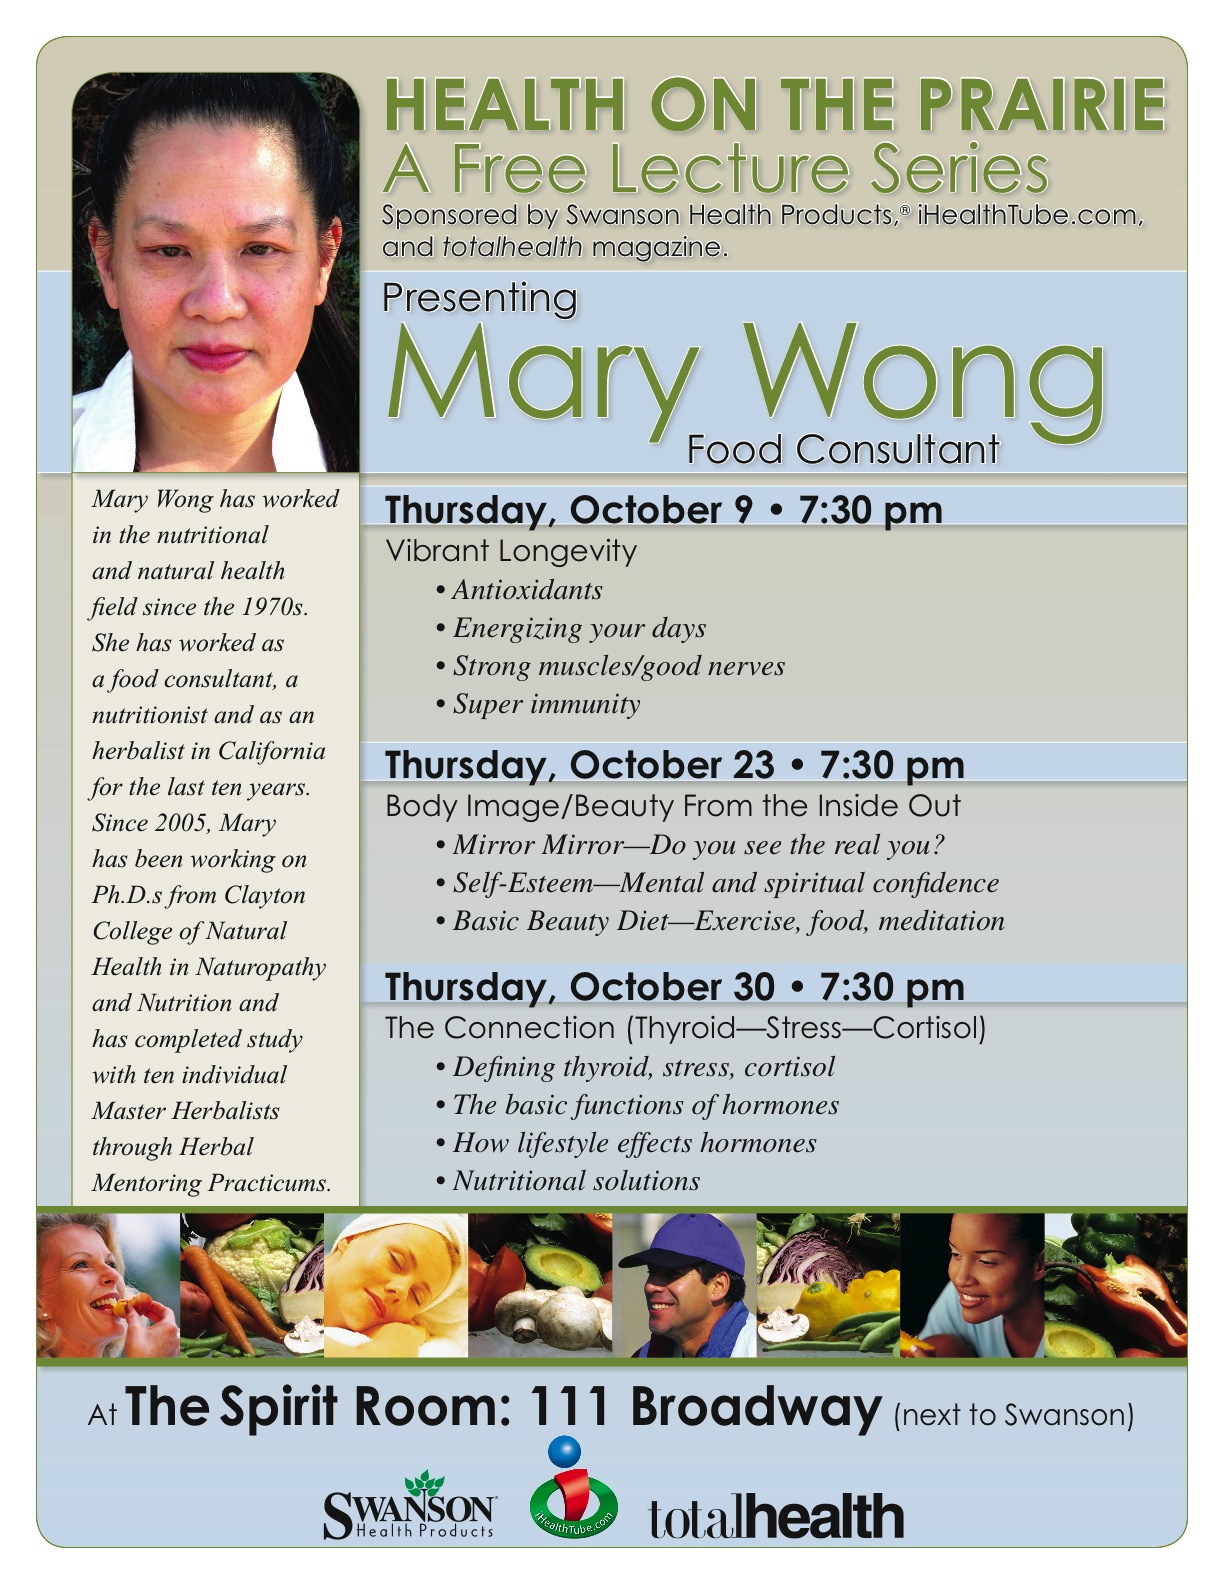 HEALTH ON THE PRAIRIE
A Free Lecture Series
Sponsored by Swanson Health Products,® iHealthTube.com,
and totalhealth magazine.
Presenting
Mary Wong
Food Consultant
Mary Wong has worked
in the nutritional
and natural health
field since the 1970s.
She has worked as
a food consultant, a
nutritionist and as an
herbalist in California
for the last ten years.
Since 2005, Mary
has been working on
Ph.D.s from Clayton
College of Natural
Health in Naturopathy
and Nutrition and
has completed study
with ten individual
Master Herbalists
through Herbal
Mentoring Practicums.
Thursday, October 9 • 7:30 pm
Vibrant Longevity
• Antioxidants
• Energizing your days
• Strong muscles/good nerves
• Super immunity
Thursday, October 23 • 7:30 pm
Body Image/Beauty From the Inside Out
• Mirror Mirror—Do you see the real you?
• Self-Esteem—Mental and spiritual confidence
• Basic Beauty Diet—Exercise, food, meditation
Thursday, October 30 • 7:30 pm
The Connection (Thyroid—Stress—Cortisol)
• Defining thyroid, stress, cortisol
• The basic functions of hormones
• How lifestyle effects hormones
• Nutritional solutions
At The Spirit Room: 111 Broadway (next to Swanson)
SWANSON
Health Products
iHealthTube.com
totalhealth